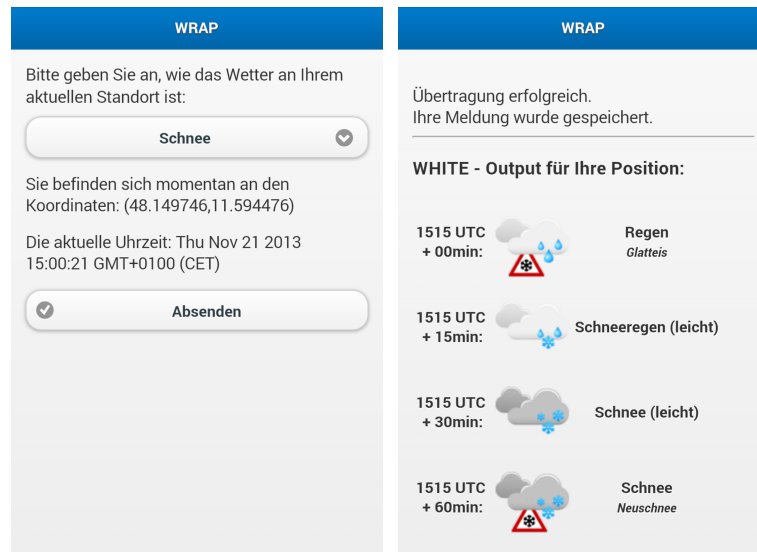 WRAP
Bitte geben Sie an, wie das Wetter an Ihrem
aktuellen Standort ist:
Schnee
Sie befinden sich momentan an den
Koordinaten: (48.149746,11.594476)
Die aktuelle Uhrzeit: Thu Nov 21 2013
15:00:21 GMT+0100 (CET)
Absenden
WRAP
Übertragung erfolgreich.
Ihre Meldung wurde gespeichert.
WHITE - Output für Ihre Position:
1515 UTC
+ 00min:
Regen
Glatteis
1515 UTC
+ 15min:
Schneeregen (leicht)
1515 UTC
+ 30min:
Schnee (leicht)
1515 UTC
+ 60min:
Schnee
Neuschnee